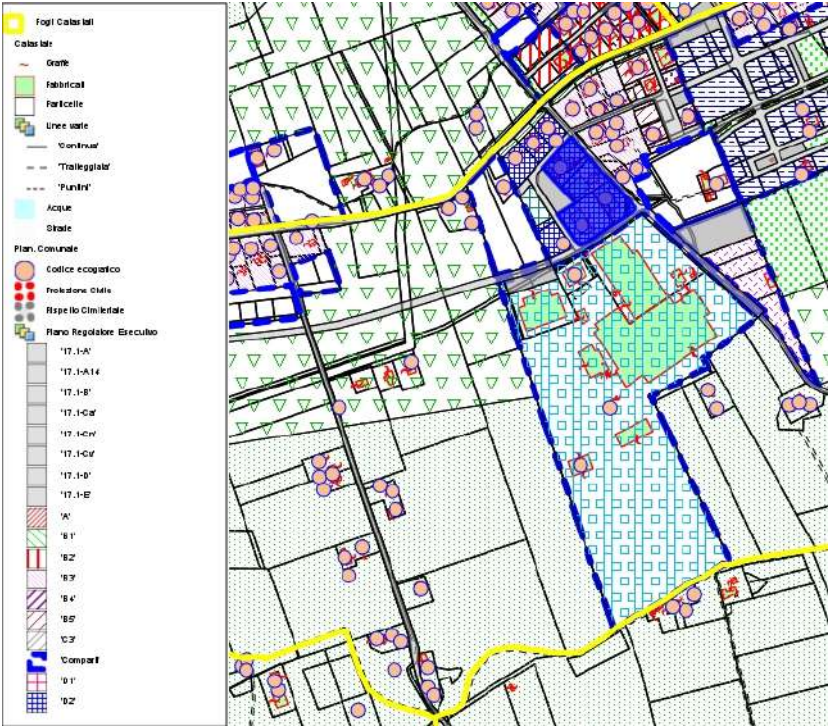 Fogli Catastali
Catastale
Graffe
Fabbricati
Particelle
Linee varie
'Continua'
'Tratteggiata'
'Puntini'
Acque
Strade
Pian. Comunale
Codice ecografico
Protezione Civile
Rispetto Cimiteriale
Piano Regolatore Esecutivo
'17.1-A'
'17.1-A14'
'17.1-B'
'17.1-Ca'
'17.1-Cn'
'17.1-Cu'
'17.1-D'
'17.1-E'
'A'
'B1'
'B2'
'B3'
'B4'
'B5'
'C3'
'Comparti'
'D1'
'D2'